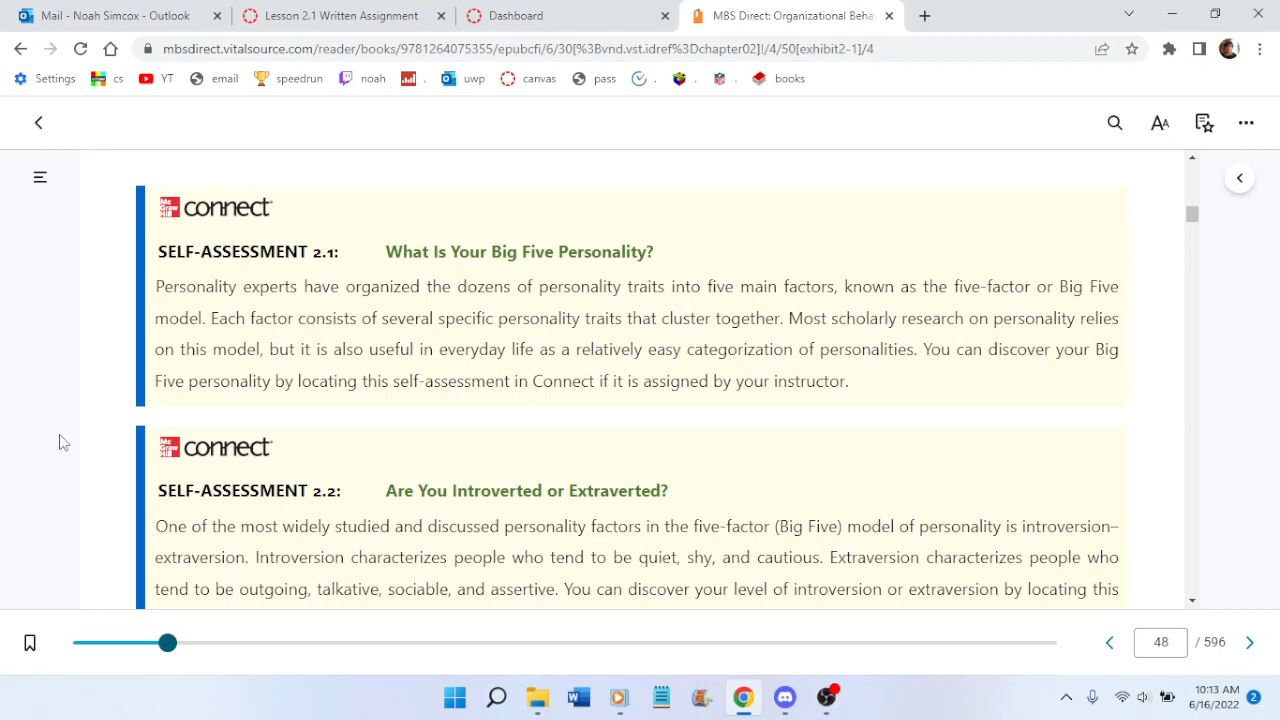 Mail - Noah Simcox - Outlook
Lesson 2.1 Written Assignment
Dashboard
MBS Direct: Organizational Beha
mbsdirect.vitalsource.com/reader/books/9781264075355/epubcfi/6/30[%3Bvnd.vst.idref%3Dchapter02]!/4/50[exhibit2-1]/4
Settings cs YT email speedrun noah . uwp canvas pass . . . books
AA
Mc Graw Hill connect
SELF-ASSESSMENT 2.1: What Is Your Big Five Personality?
Personality experts have organized the dozens of personality traits into five main factors, known as the five-factor or Big Five
model. Each factor consists of several specific personality traits that cluster together. Most scholarly research on personality relies
on this model, but it is also useful in everyday life as a relatively easy categorization of personalities. You can discover your Big
Five personality by locating this self-assessment in Connect if it is assigned by your instructor.
Mc Graw Hill connect
SELF-ASSESSMENT 2.2: Are You Introverted or Extraverted?
One of the most widely studied and discussed personality factors in the five-factor (Big Five) model of personality is introversion–
extraversion. Introversion characterizes people who tend to be quiet, shy, and cautious. Extraversion characterizes people who
tend to be outgoing, talkative, sociable, and assertive. You can discover your level of introversion or extraversion by locating this
48 / 596
10:13 AM
6/16/2022
2